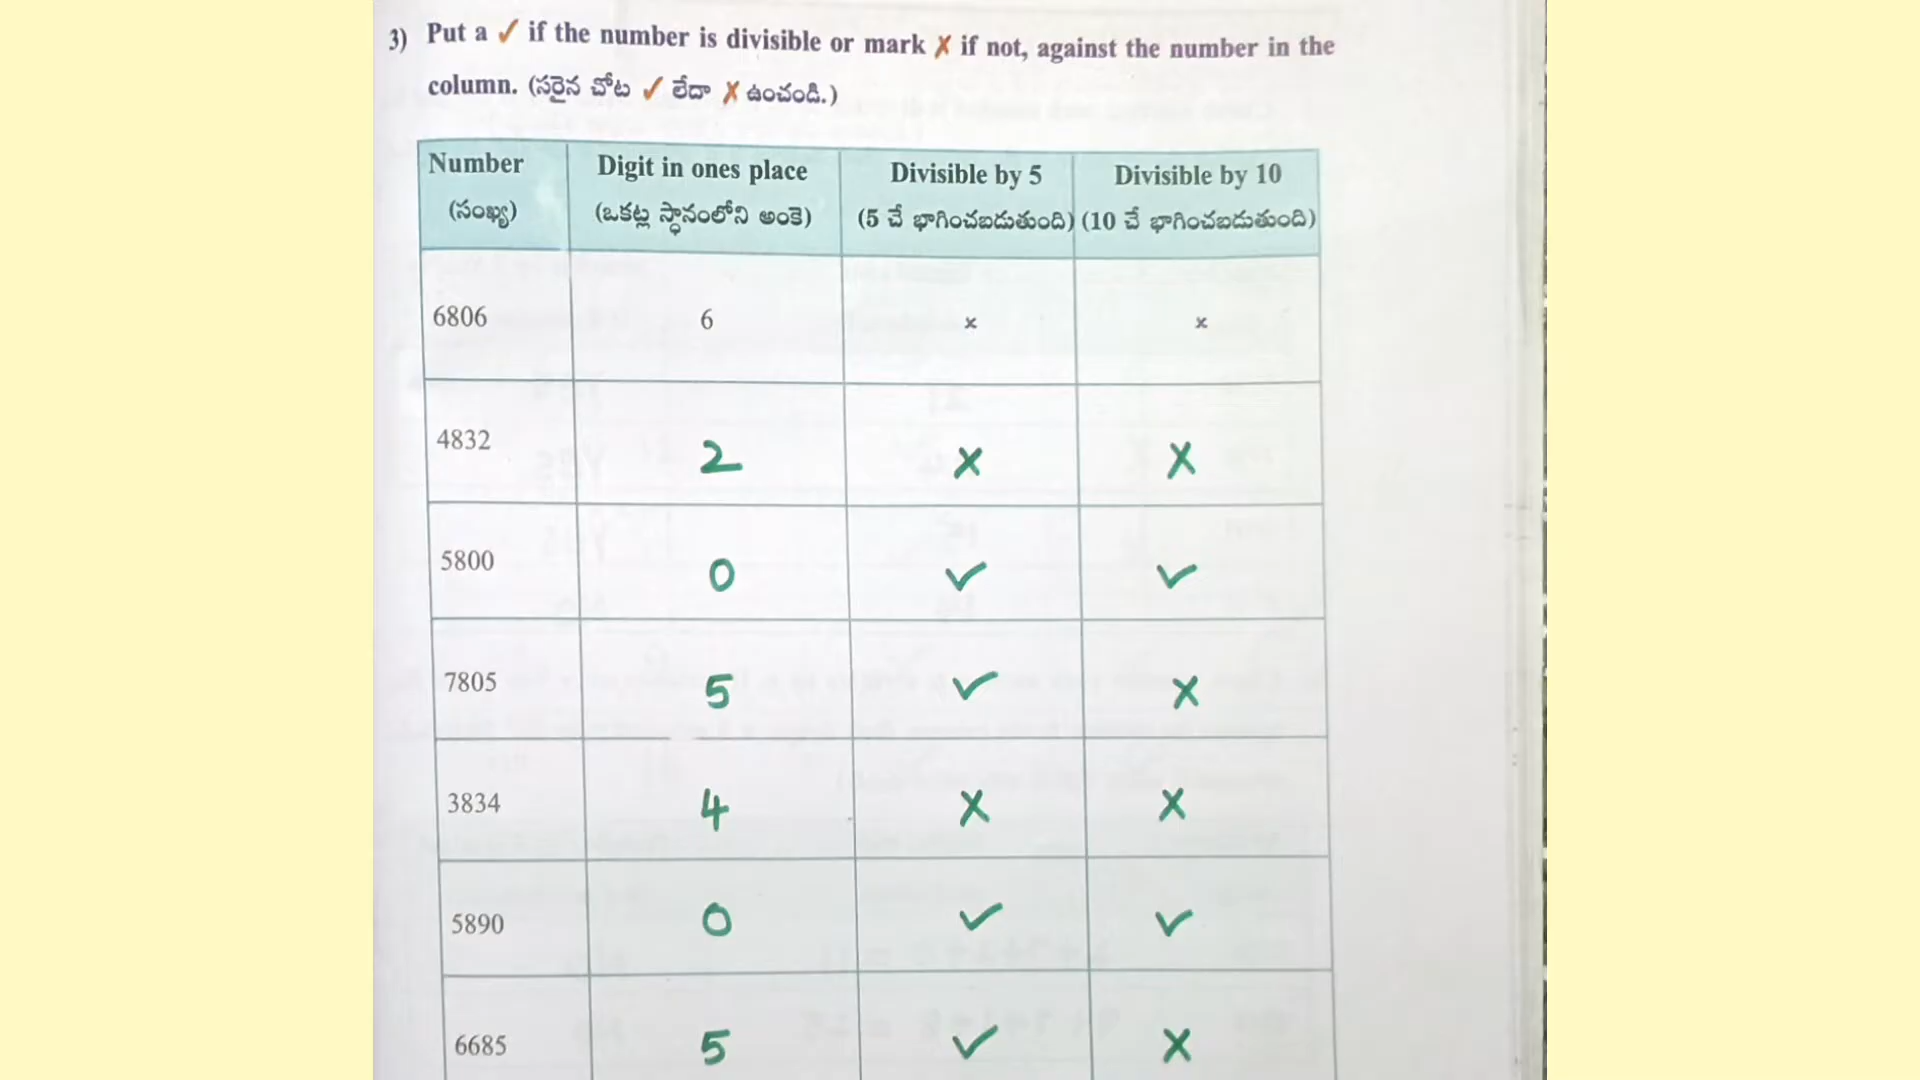 3) Put a ✓ if the number is divisible or mark ✗ if not, against the number in the
column. (సరైన చోట ✓ లేదా ✗ ఉంచండి.)
Number Digit in ones place Divisible by 5 Divisible by 10
(సంఖ్య) (ఒకట్ల స్థానంలోని అంకె) (5 చే భాగించబడుతుంది) (10 చే భాగించబడుతుంది)
6806 6 × ×
4832 2 ✗ ✗
5800 0 ✓ ✓
7805 5 ✓ ✗
3834 4 ✗ ✗
5890 0 ✓ ✓
6685 5 ✓ ✗